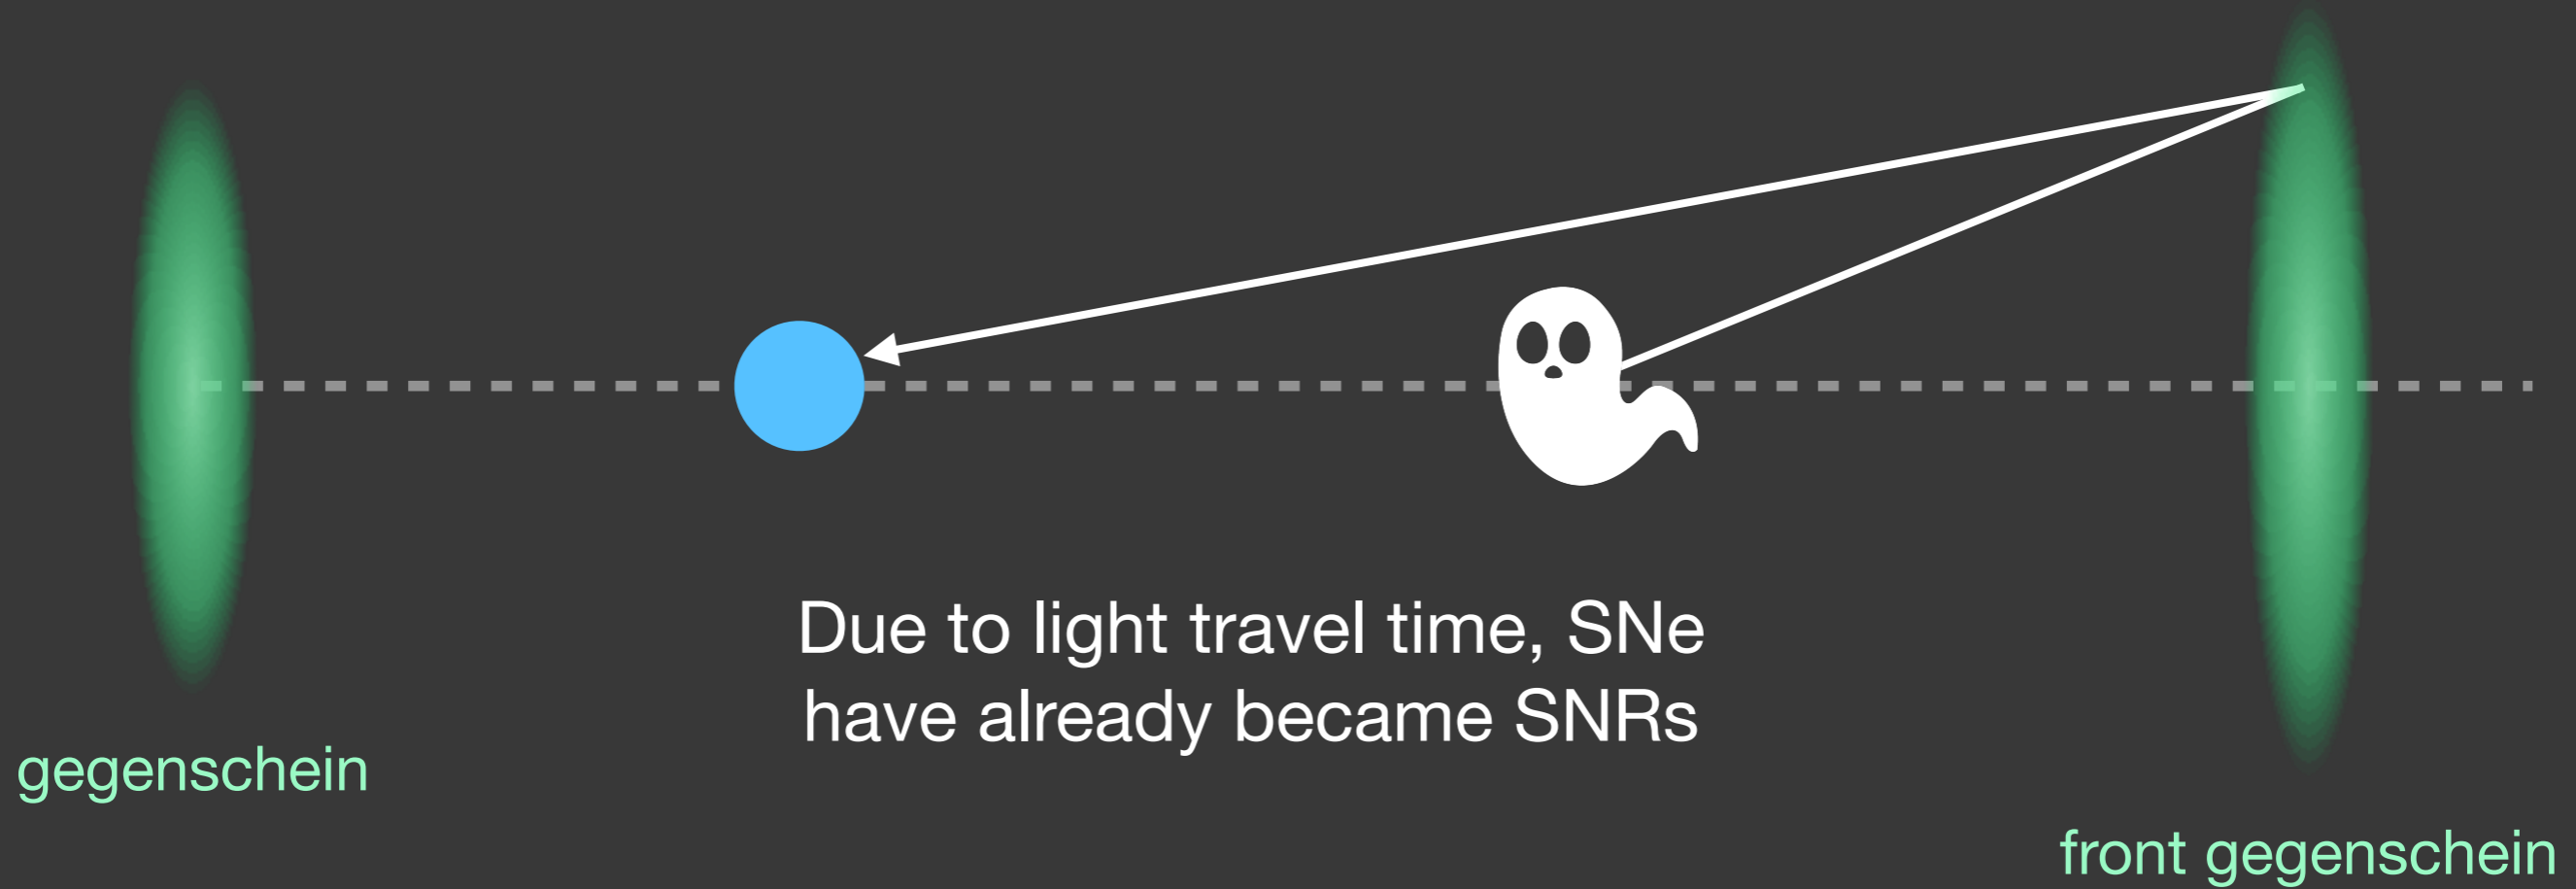 Due to light travel time, SNe
have already became SNRs
gegenschein
front gegenschein